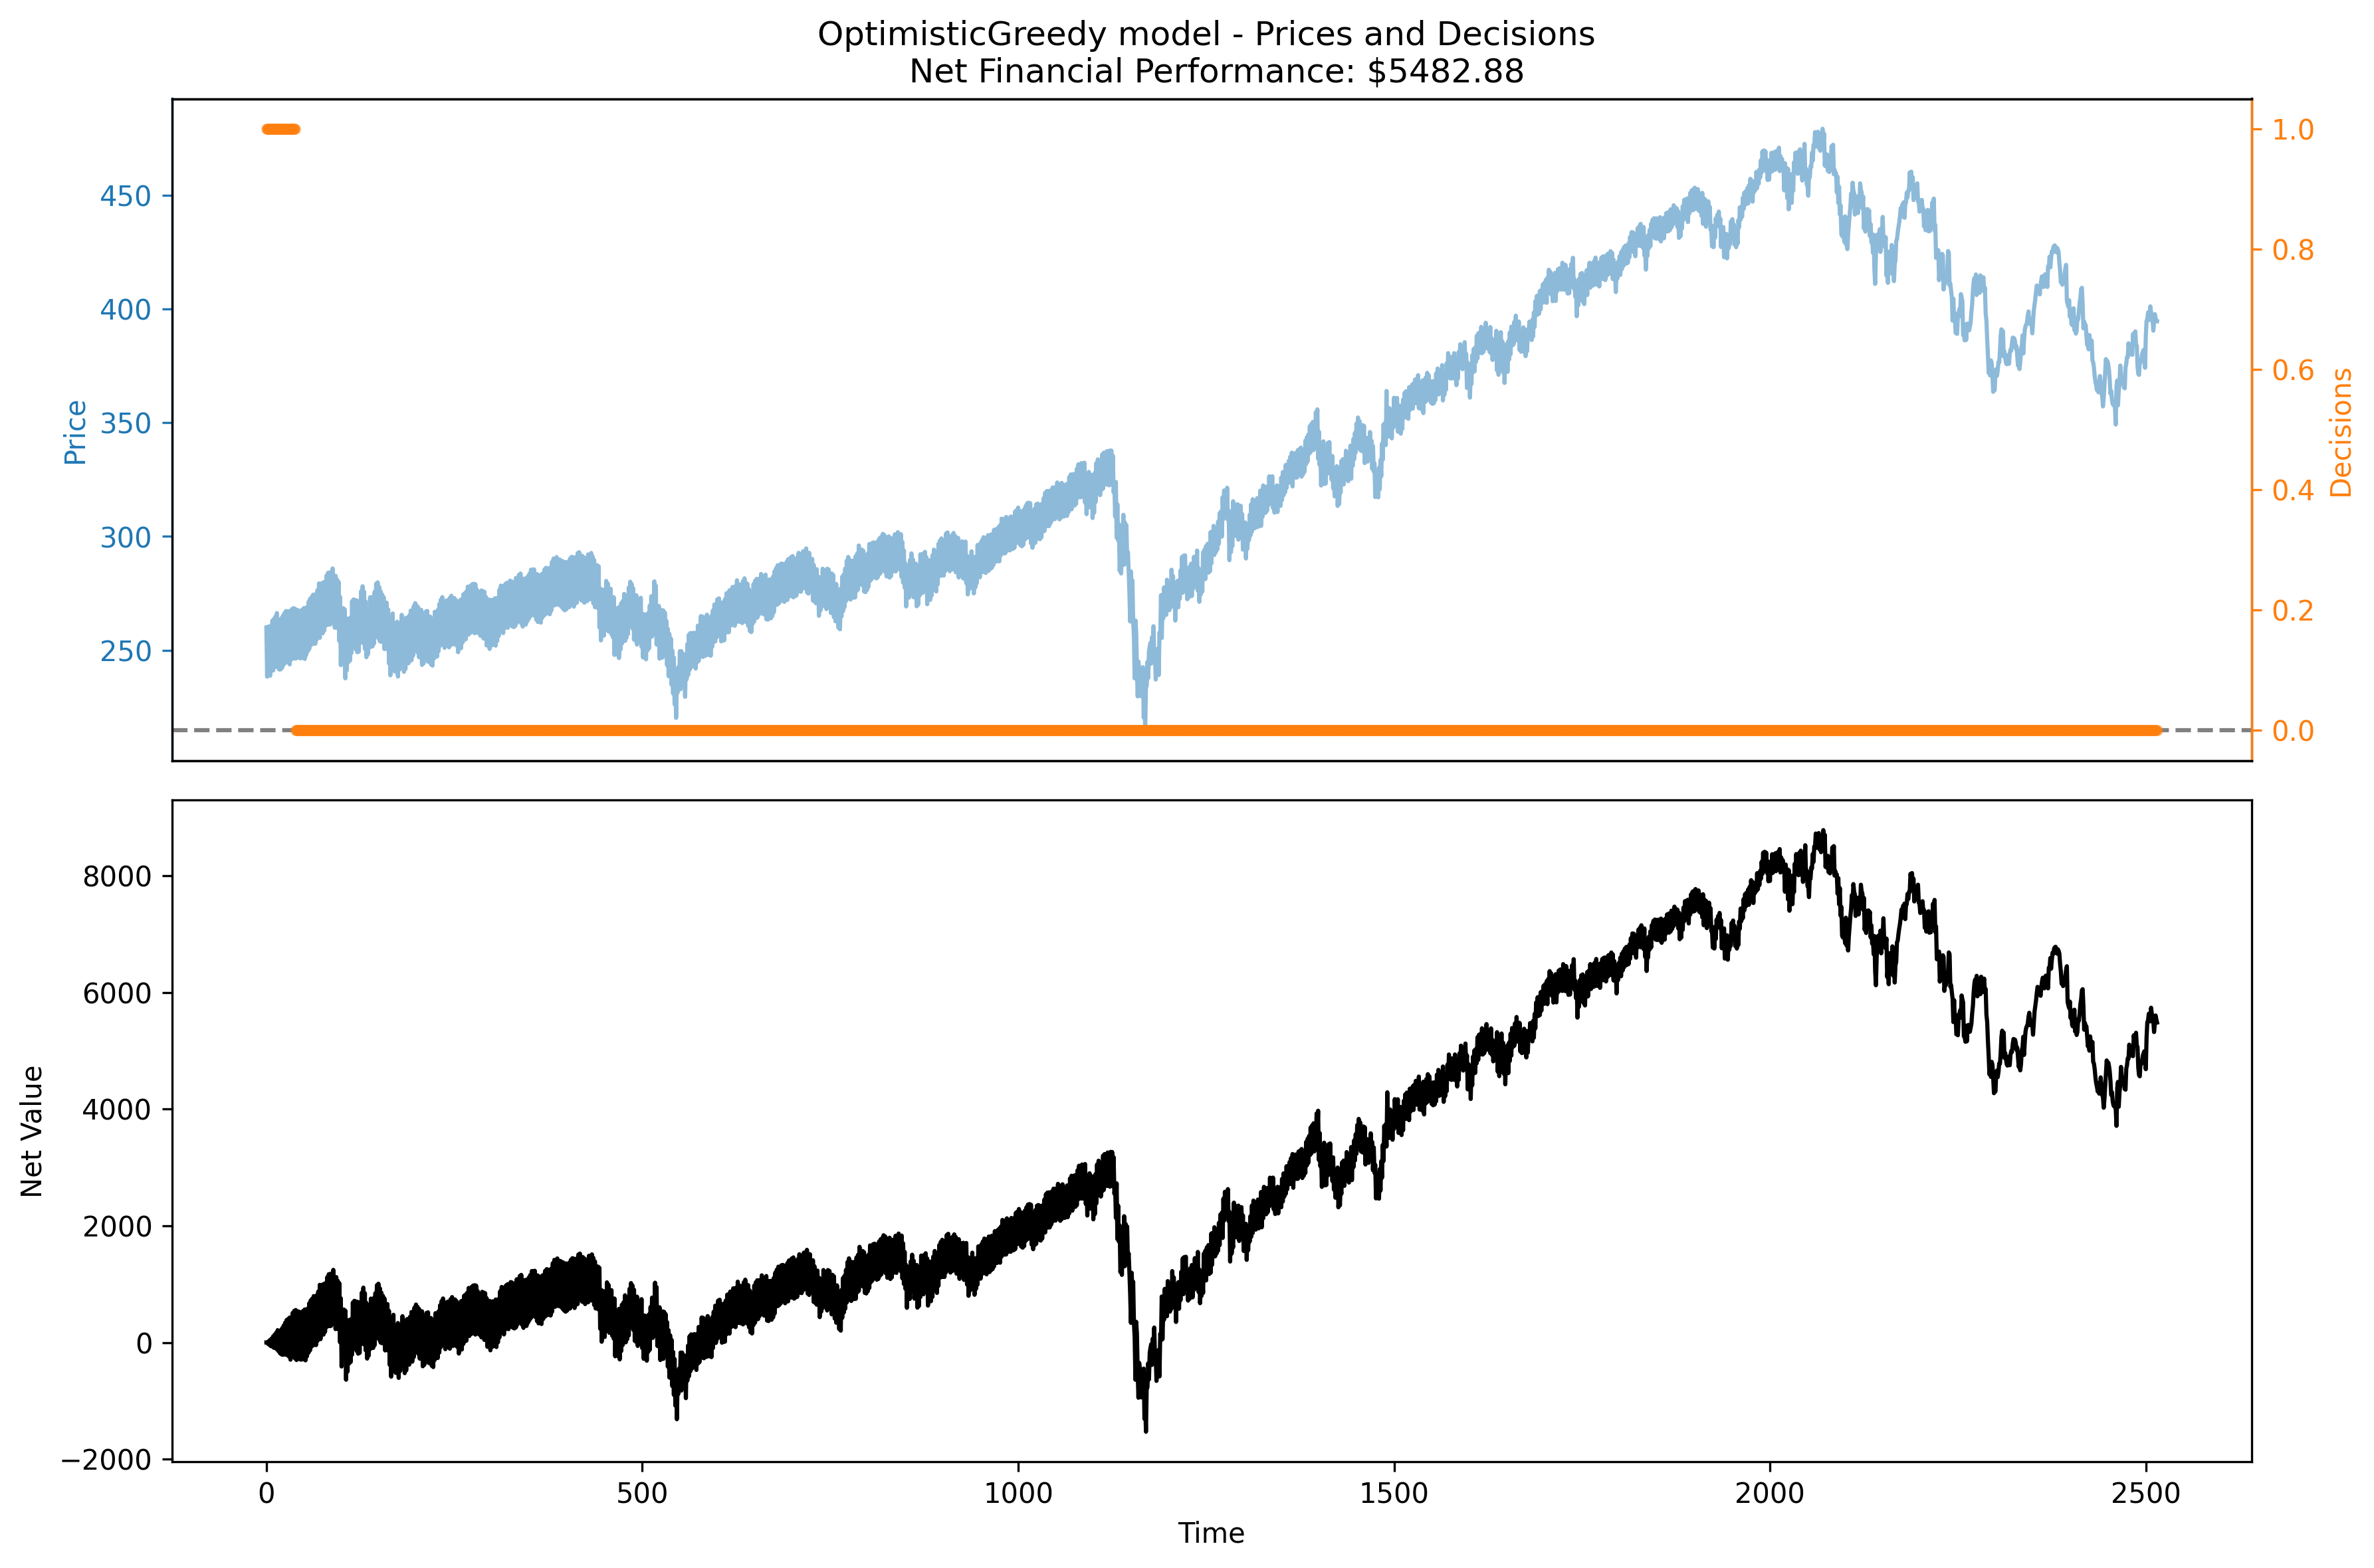 OptimisticGreedy model - Prices and Decisions
Net Financial Performance: $5482.88
Price
450
400
350
300
250
1.0
0.8
0.6
0.4
0.2
0.0
Decisions
Net Value
8000
6000
4000
2000
0
−2000
0 500 1000 1500 2000 2500
Time